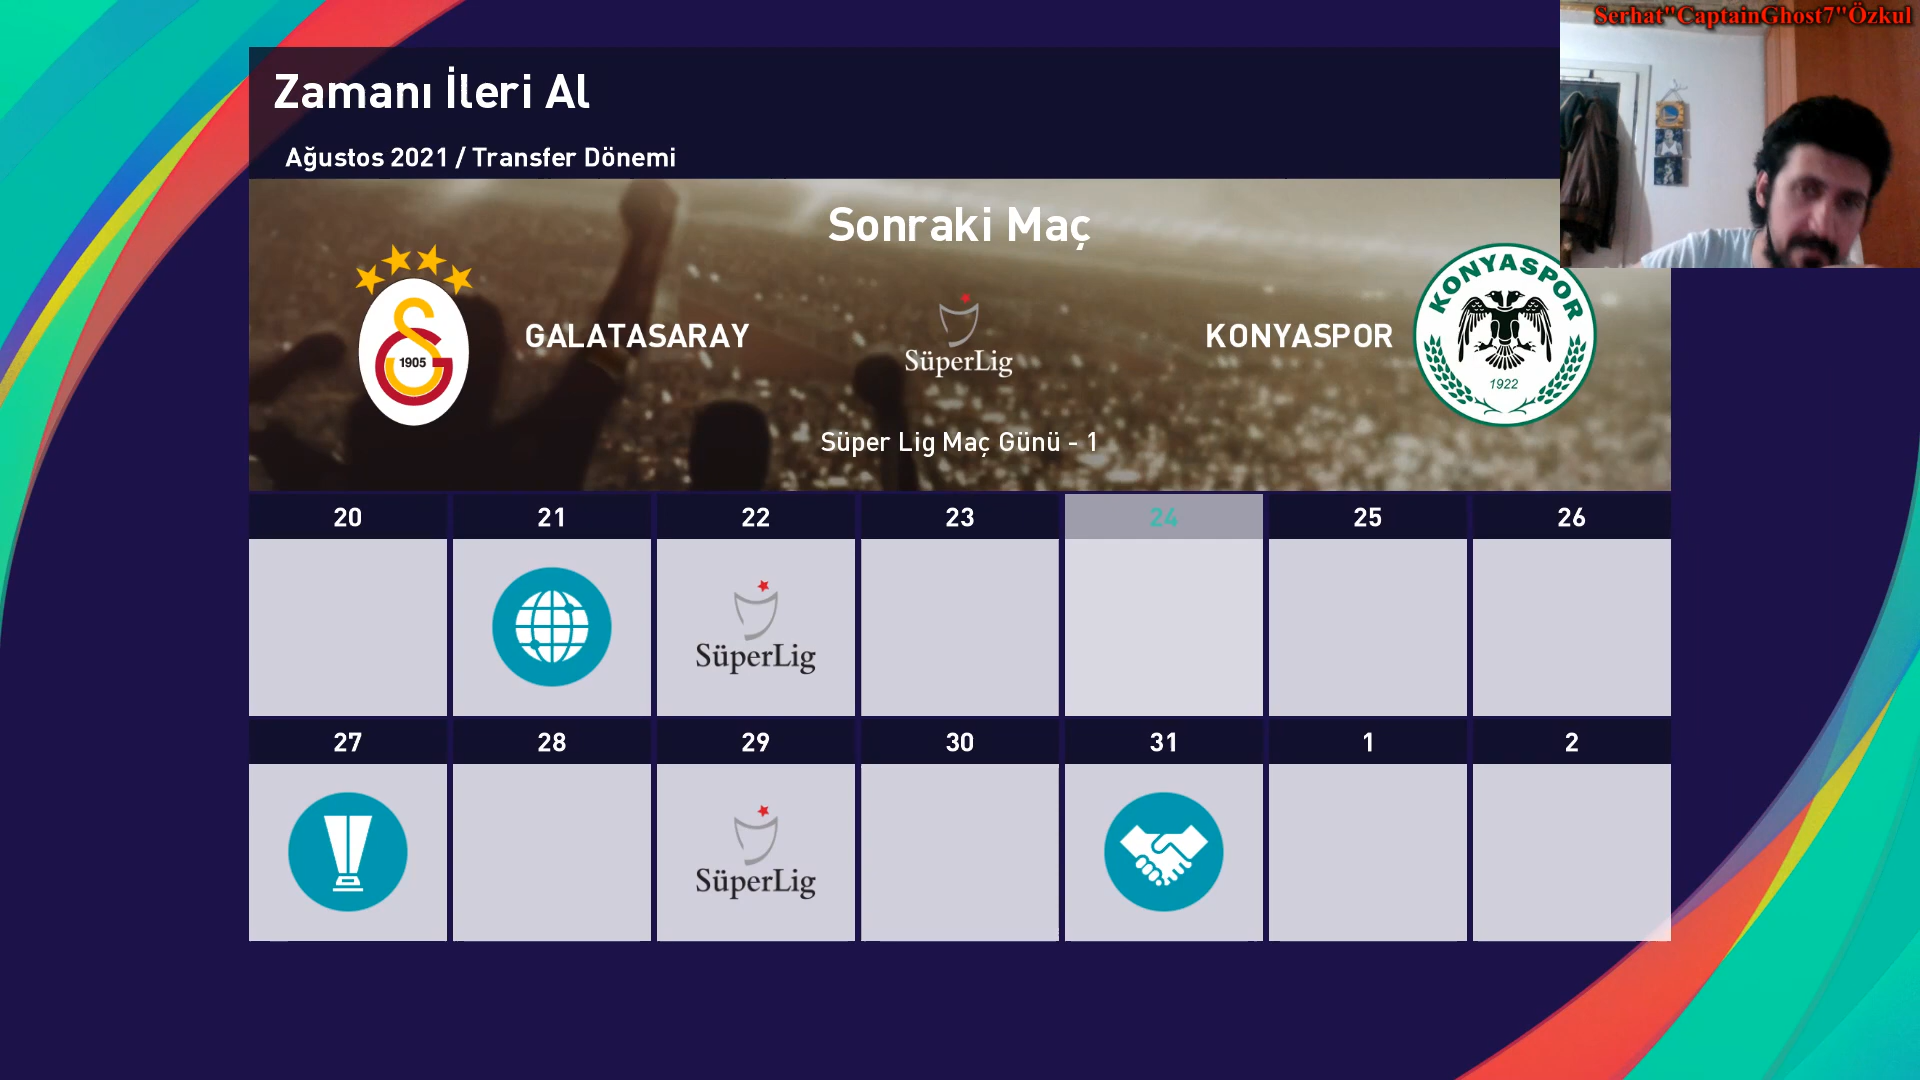 Serhat"CaptainGhost7"Özkul
Zamanı İleri Al
Ağustos 2021 / Transfer Dönemi
Sonraki Maç
1905
GALATASARAY
SüperLig
KONYASPOR
KONYASPOR
1922
Süper Lig Maç Günü - 1
20 21 22 23 24 25 26
SüperLig
27 28 29 30 31 1 2
SüperLig